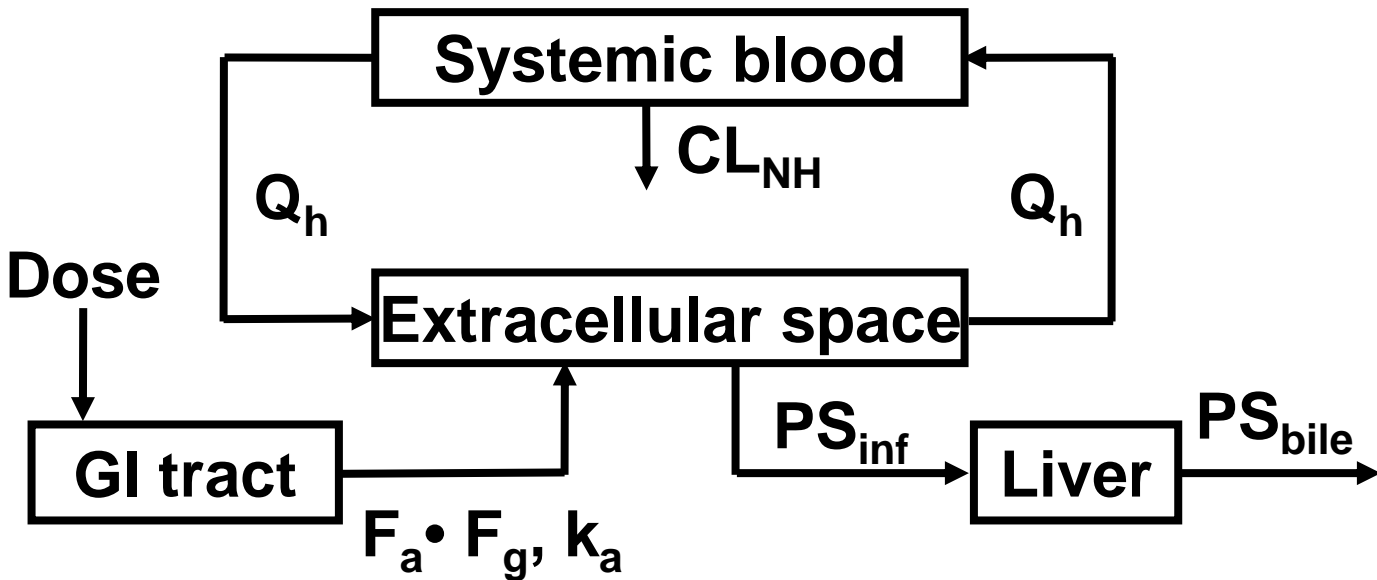 Systemic blood
CL_NH
Q_h
Q_h
Dose
Extracellular space
PS_inf
PS_bile
GI tract
Liver
F_a • F_g, k_a